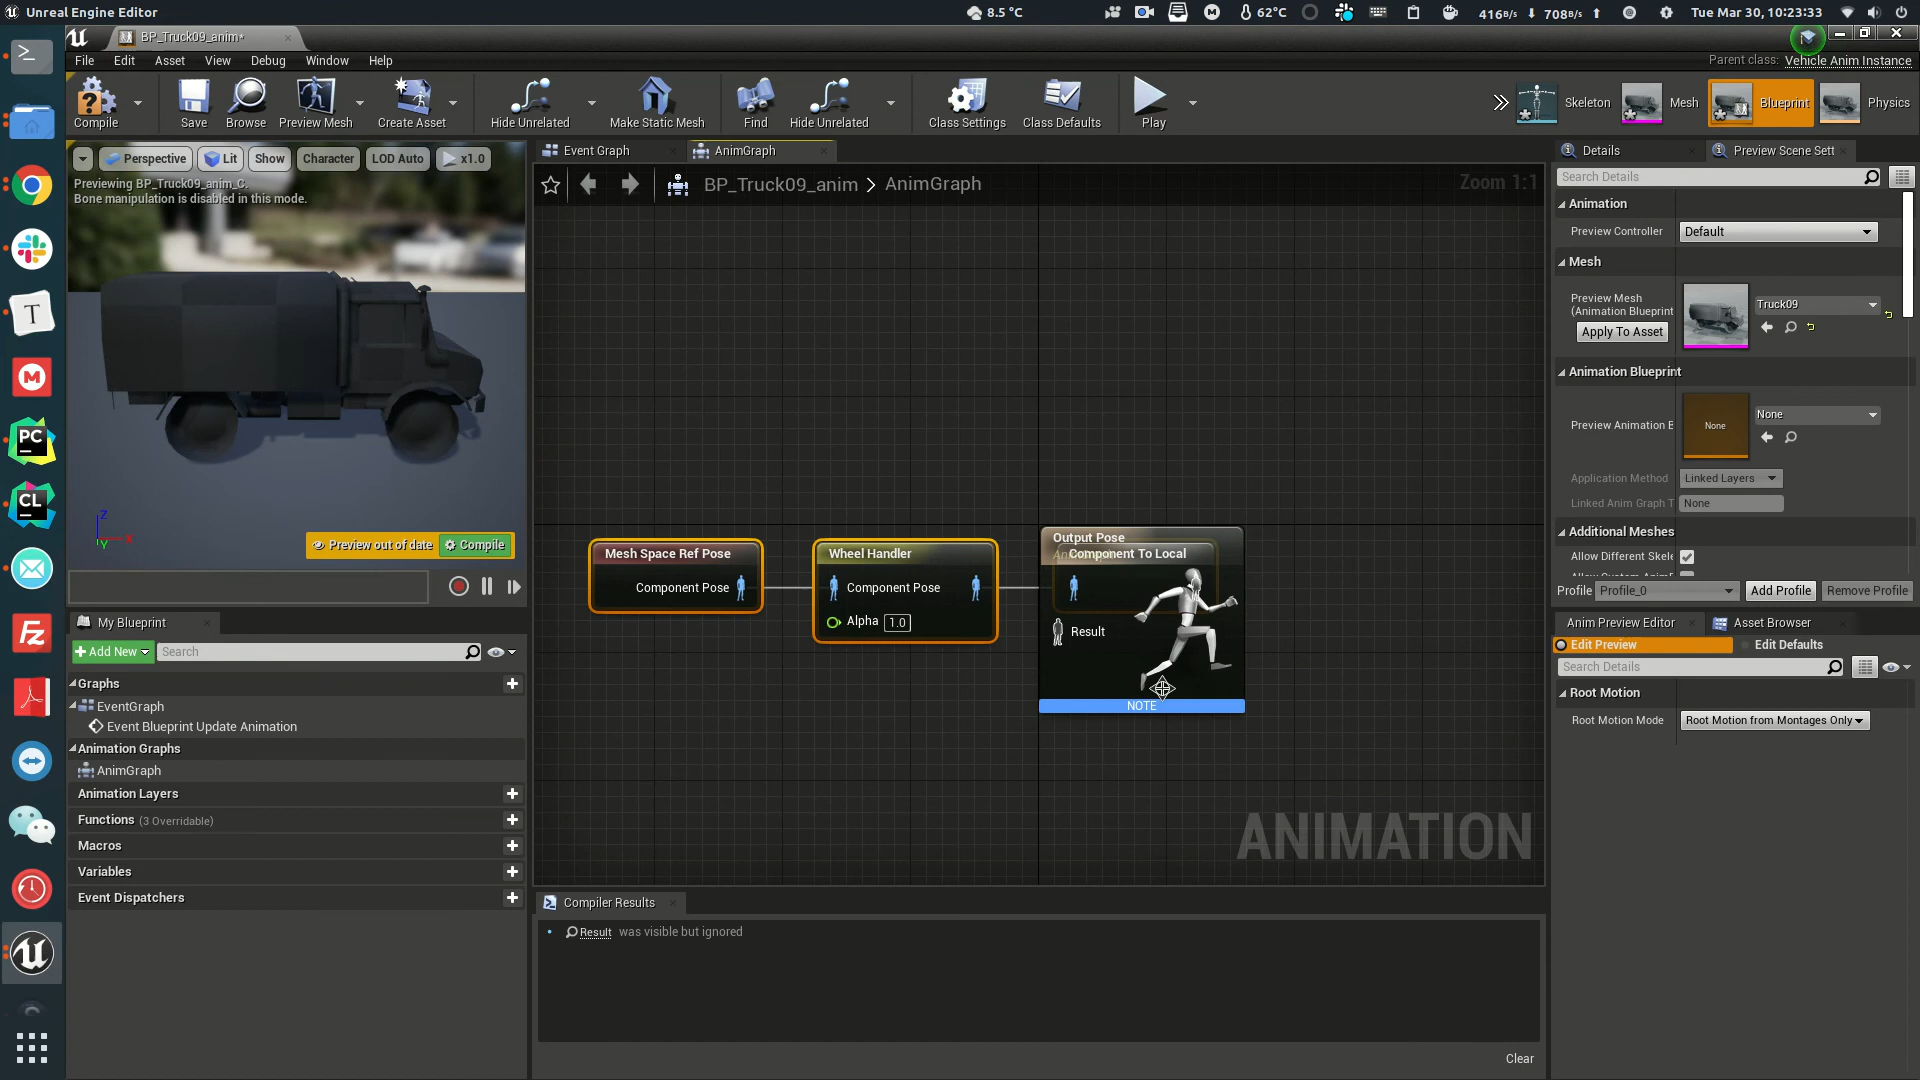 Unreal Engine Editor
8.5 °C
62°C
416B/s
708B/s
Tue Mar 30, 10:23:33
BP_Truck09_anim*
File Edit Asset View Window Debug Help
Parent class: Vehicle Anim Instance
Compile
Save
Browse
Preview Mesh
Create Asset
Hide Unrelated
Make Static Mesh
Find
Hide Unrelated
Class Settings
Class Defaults
Play
Skeleton
Mesh
Blueprint
Physics
Perspective
Lit
Show
Character
LOD Auto
x1.0
Previewing BP_Truck09_anim_C.
Bone manipulation is disabled in this mode.
Z
X
Y
Preview out of date
Compile
My Blueprint
Add New
Search
Graphs
EventGraph
Event Blueprint Update Animation
Animation Graphs
AnimGraph
Animation Layers
Functions (3 Overridable)
Macros
Variables
Event Dispatchers
Event Graph
AnimGraph
BP_Truck09_anim > AnimGraph
Zoom 1:1
Mesh Space Ref Pose
Component Pose
Wheel Handler
Component Pose
Alpha 1.0
Output Pose
Component To Local
Result
NOTE
ANIMATION
Compiler Results
Result was visible but ignored
Clear
Details
Preview Scene Sett
Search Details
Animation
Preview Controller
Default
Mesh
Preview Mesh
(Animation Blueprint
Apply To Asset
Truck09
Animation Blueprint
Preview Animation B
None
None
Application Method
Linked Layers
Linked Anim Graph T
None
Additional Meshes
Allow Different Skele
Profile
Profile_0
Add Profile
Remove Profile
Anim Preview Editor
Asset Browser
Edit Preview
Edit Defaults
Search Details
Root Motion
Root Motion Mode
Root Motion from Montages Only
T
PC
CL
Fz